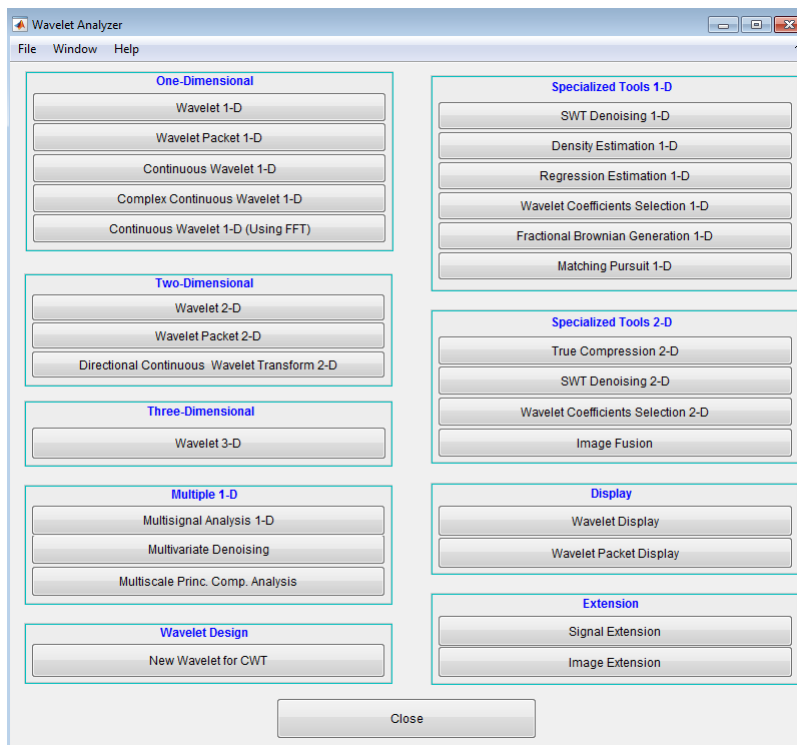 Wavelet Analyzer
File Window Help
One-Dimensional
Wavelet 1-D
Wavelet Packet 1-D
Continuous Wavelet 1-D
Complex Continuous Wavelet 1-D
Continuous Wavelet 1-D (Using FFT)
Two-Dimensional
Wavelet 2-D
Wavelet Packet 2-D
Directional Continuous  Wavelet Transform 2-D
Three-Dimensional
Wavelet 3-D
Multiple 1-D
Multisignal Analysis 1-D
Multivariate Denoising
Multiscale Princ. Comp. Analysis
Wavelet Design
New Wavelet for CWT
Specialized Tools 1-D
SWT Denoising 1-D
Density Estimation 1-D
Regression Estimation 1-D
Wavelet Coefficients Selection 1-D
Fractional Brownian Generation 1-D
Matching Pursuit 1-D
Specialized Tools 2-D
True Compression 2-D
SWT Denoising 2-D
Wavelet Coefficients Selection 2-D
Image Fusion
Display
Wavelet Display
Wavelet Packet Display
Extension
Signal Extension
Image Extension
Close